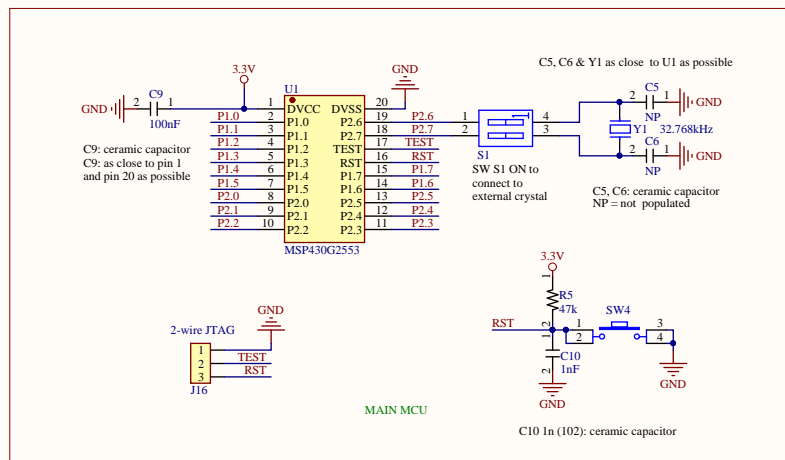 C5, C6 & Y1 as close to U1 as possible
3.3V
GND
U1
C9
C5
GND
2
1
1
DVCC
DVSS
20
2
1
GND
100nF
P1.0
2
P1.0
P2.6
19
P2.6
1
4
NP
P1.1
3
P1.1
P2.7
18
P2.7
2
3
Y1
32.768kHz
P1.2
4
P1.2
TEST
17
TEST
C6
C9: ceramic capacitor
P1.3
5
P1.3
RST
16
RST
S1
2
1
GND
C9: as close to pin 1
P1.4
6
P1.4
P1.7
15
P1.7
SW S1 ON to
NP
and pin 20 as possible
P1.5
7
P1.5
P1.6
14
P1.6
connect to
P2.0
8
P2.0
P2.5
13
P2.5
external crystal
C5, C6: ceramic capacitor
P2.1
9
P2.1
P2.4
12
P2.4
NP = not populated
P2.2
10
P2.2
P2.3
11
P2.3
MSP430G2553
3.3V
1
R5
47k
SW4
GND
2-wire JTAG
RST
2
1
3
1
1
2
4
TEST
2
C10
RST
3
1nF
2
J16
GND
GND
MAIN MCU
C10 1n (102): ceramic capacitor